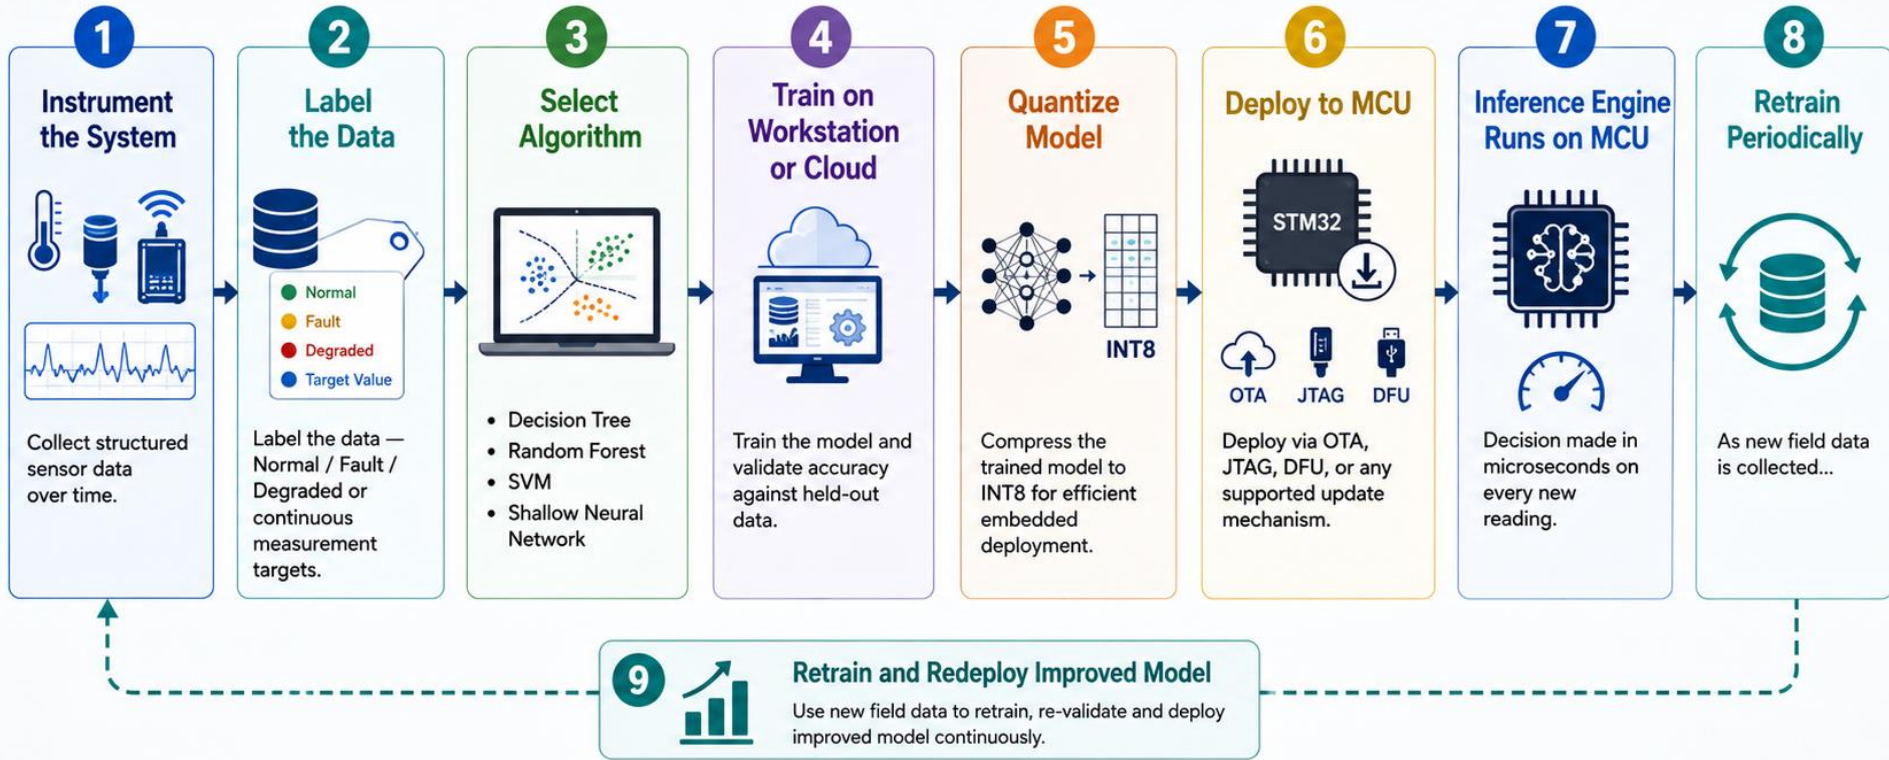 1
Instrument
the System
Collect structured
sensor data
over time.
2
Label
the Data
Normal
Fault
Degraded
Target Value
Label the data —
Normal / Fault /
Degraded or
continuous
measurement
targets.
3
Select
Algorithm
• Decision Tree
• Random Forest
• SVM
• Shallow Neural
Network
4
Train on
Workstation
or Cloud
Train the model and
validate accuracy
against held-out
data.
5
Quantize
Model
INT8
Compress the
trained model to
INT8 for efficient
embedded
deployment.
6
Deploy to MCU
STM32
OTA
JTAG
DFU
Deploy via OTA,
JTAG, DFU, or any
supported update
mechanism.
7
Inference Engine
Runs on MCU
Decision made in
microseconds on
every new
reading.
8
Retrain
Periodically
As new field data
is collected...
9
Retrain and Redeploy Improved Model
Use new field data to retrain, re-validate and deploy
improved model continuously.